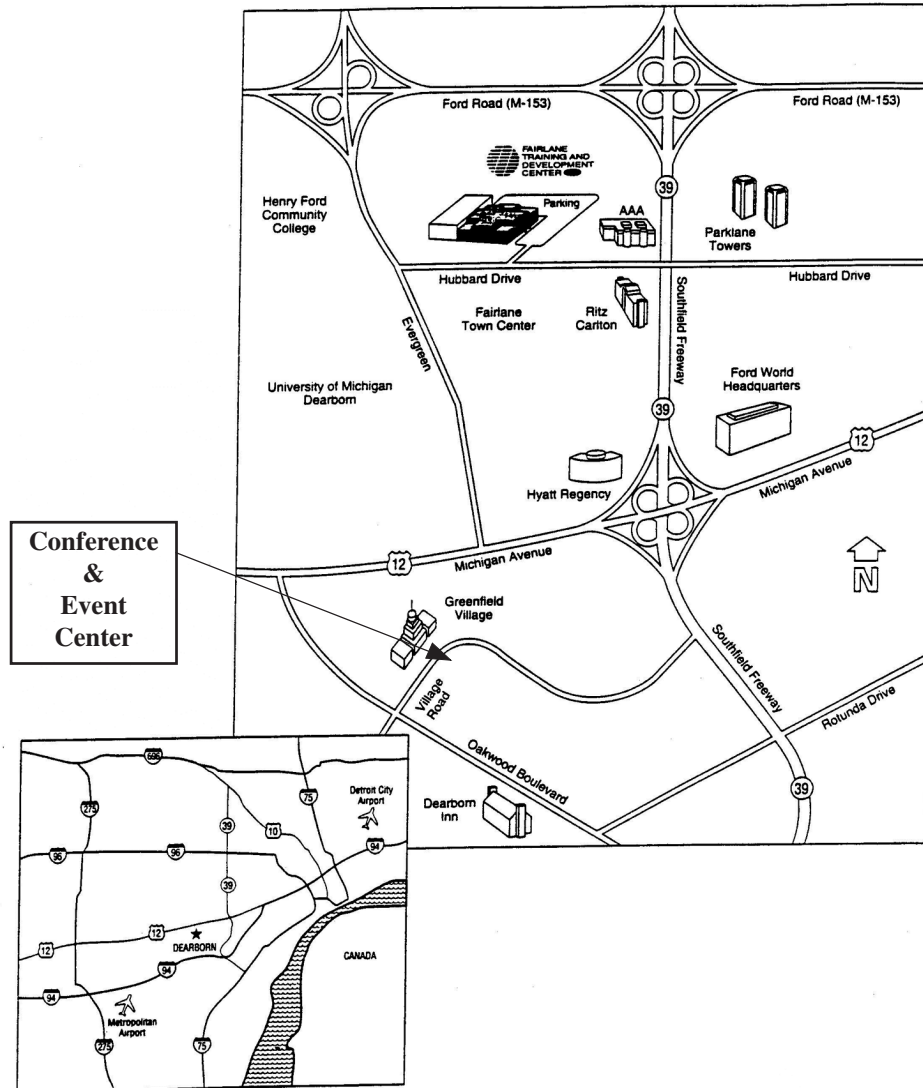 Ford Road (M-153)
Ford Road (M-153)
FAIRLANE
TRAINING AND
DEVELOPMENT
CENTER
39
Henry Ford
Community
College
Parking
AAA
Parklane
Towers
Hubbard Drive
Hubbard Drive
Fairlane
Town Center
Ritz
Carlton
Southfield Freeway
Evergreen
University of Michigan
Dearborn
Ford World
Headquarters
39
12
Michigan Avenue
Hyatt Regency
Conference
&
Event
Center
12
Michigan Avenue
N
Greenfield
Village
Village
Road
Southfield Freeway
Rotunda Drive
Oakwood Boulevard
39
Dearborn
Inn
696
275
75
Detroit City
Airport
39
10
94
96
96
39
12
12
DEARBORN
CANADA
94
94
Metropolitan
Airport
275
75